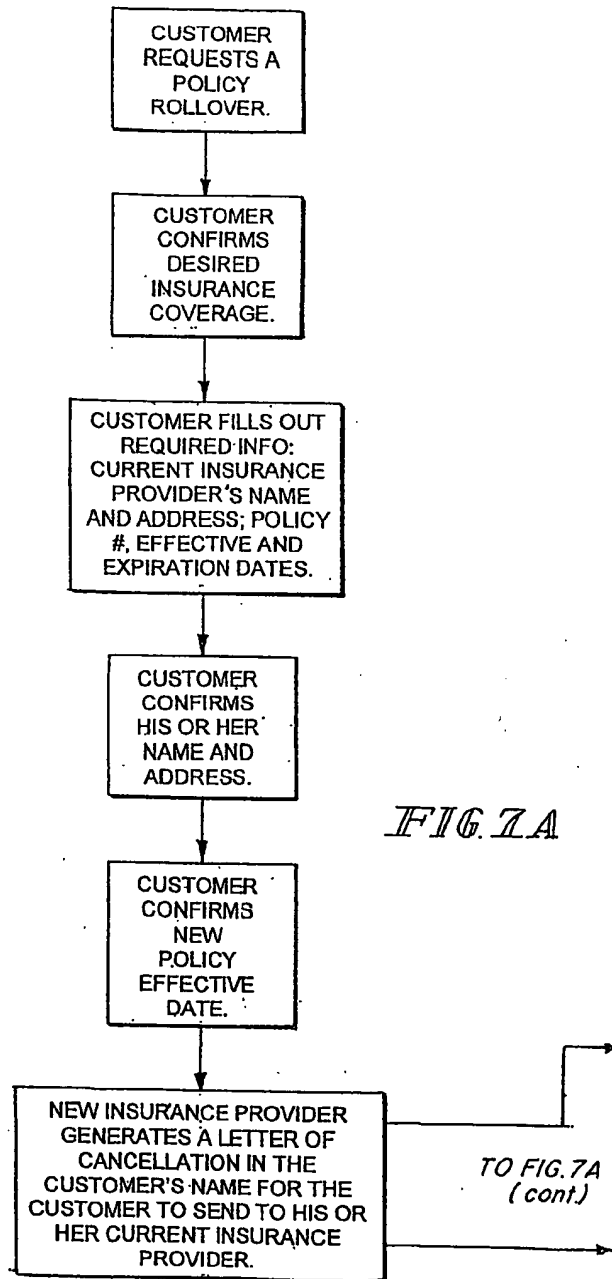 CUSTOMER
REQUESTS A
POLICY
ROLLOVER.
CUSTOMER
CONFIRMS
DESIRED
INSURANCE
COVERAGE.
CUSTOMER FILLS OUT
REQUIRED INFO:
CURRENT INSURANCE
PROVIDER'S NAME
AND ADDRESS; POLICY
#, EFFECTIVE AND
EXPIRATION DATES.
CUSTOMER
CONFIRMS
HIS OR HER
NAME AND
ADDRESS.
FIG. 7A
CUSTOMER
CONFIRMS
NEW
POLICY
EFFECTIVE
DATE.
NEW INSURANCE PROVIDER
GENERATES A LETTER OF
CANCELLATION IN THE
CUSTOMER'S NAME FOR THE
CUSTOMER TO SEND TO HIS OR
HER CURRENT INSURANCE
PROVIDER.
TO FIG. 7A
(cont.)